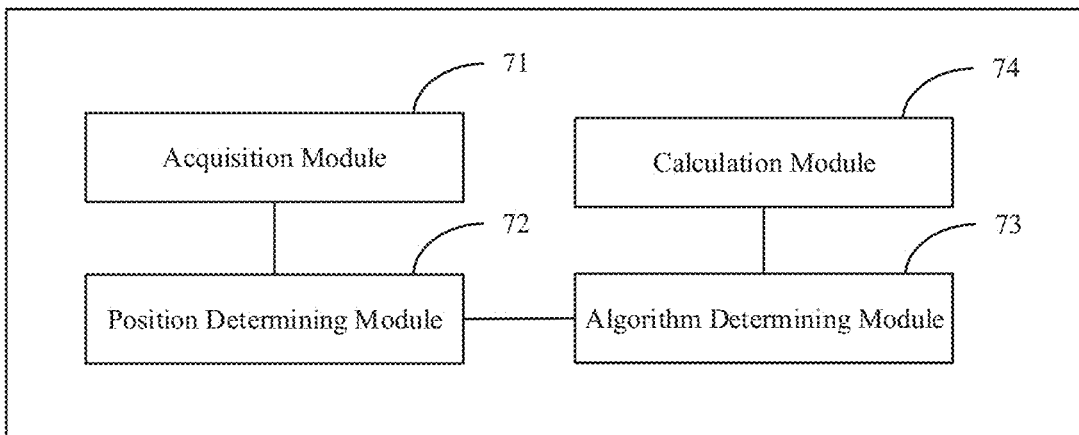 71
74
Acquisition Module
Calculation Module
72
73
Position Determining Module
Algorithm Determining Module